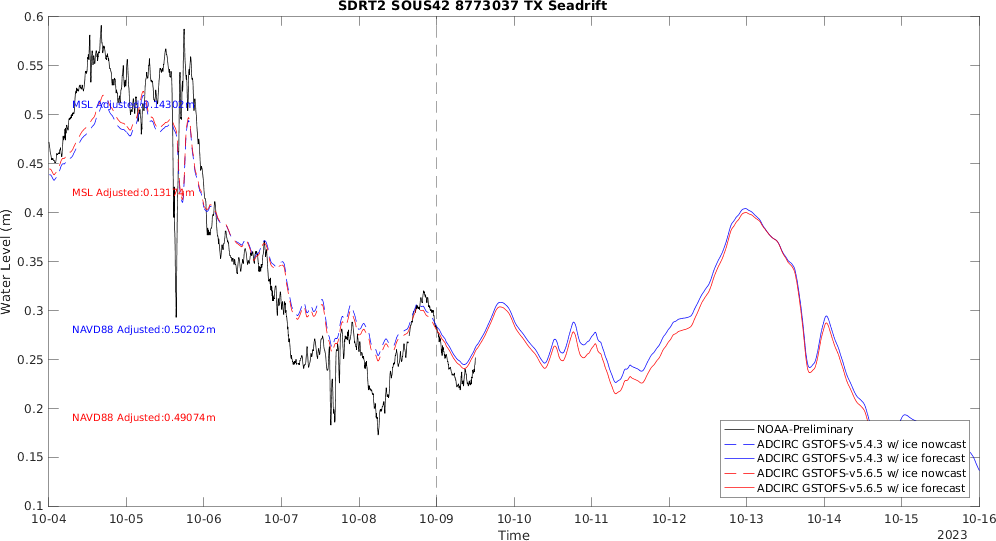 SDRT2 SOUS42 8773037 TX Seadrift
0.6
0.55
0.5
0.45
0.4
0.35
0.3
0.25
0.2
0.15
0.1
Water Level (m)
MSL Adjusted:0.14302m
MSL Adjusted:0.1317 m
NAVD88 Adjusted:0.50202m
NAVD88 Adjusted:0.49074m
NOAA-Preliminary
ADCIRC GSTOFS-v5.4.3 w/ ice nowcast
ADCIRC GSTOFS-v5.4.3 w/ ice forecast
ADCIRC GSTOFS-v5.6.5 w/ ice nowcast
ADCIRC GSTOFS-v5.6.5 w/ ice forecast
10-04 10-05 10-06 10-07 10-08 10-09 10-10 10-11 10-12 10-13 10-14 10-15 10-16
Time
2023